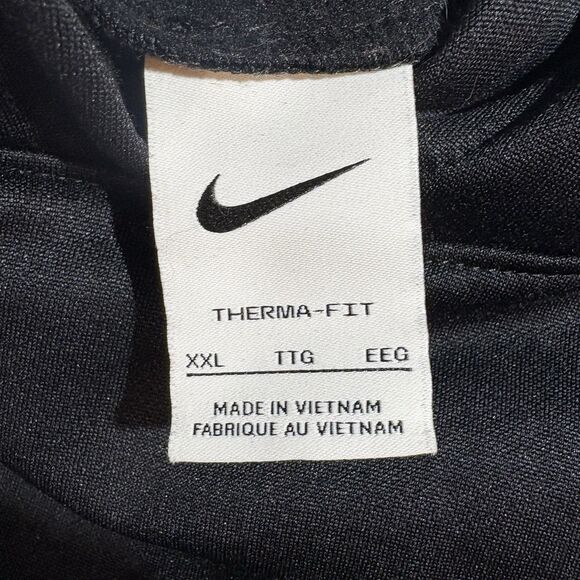 THERMA-FIT
XXL TTG EEG
MADE IN VIETNAM
FABRIQUE AU VIETNAM